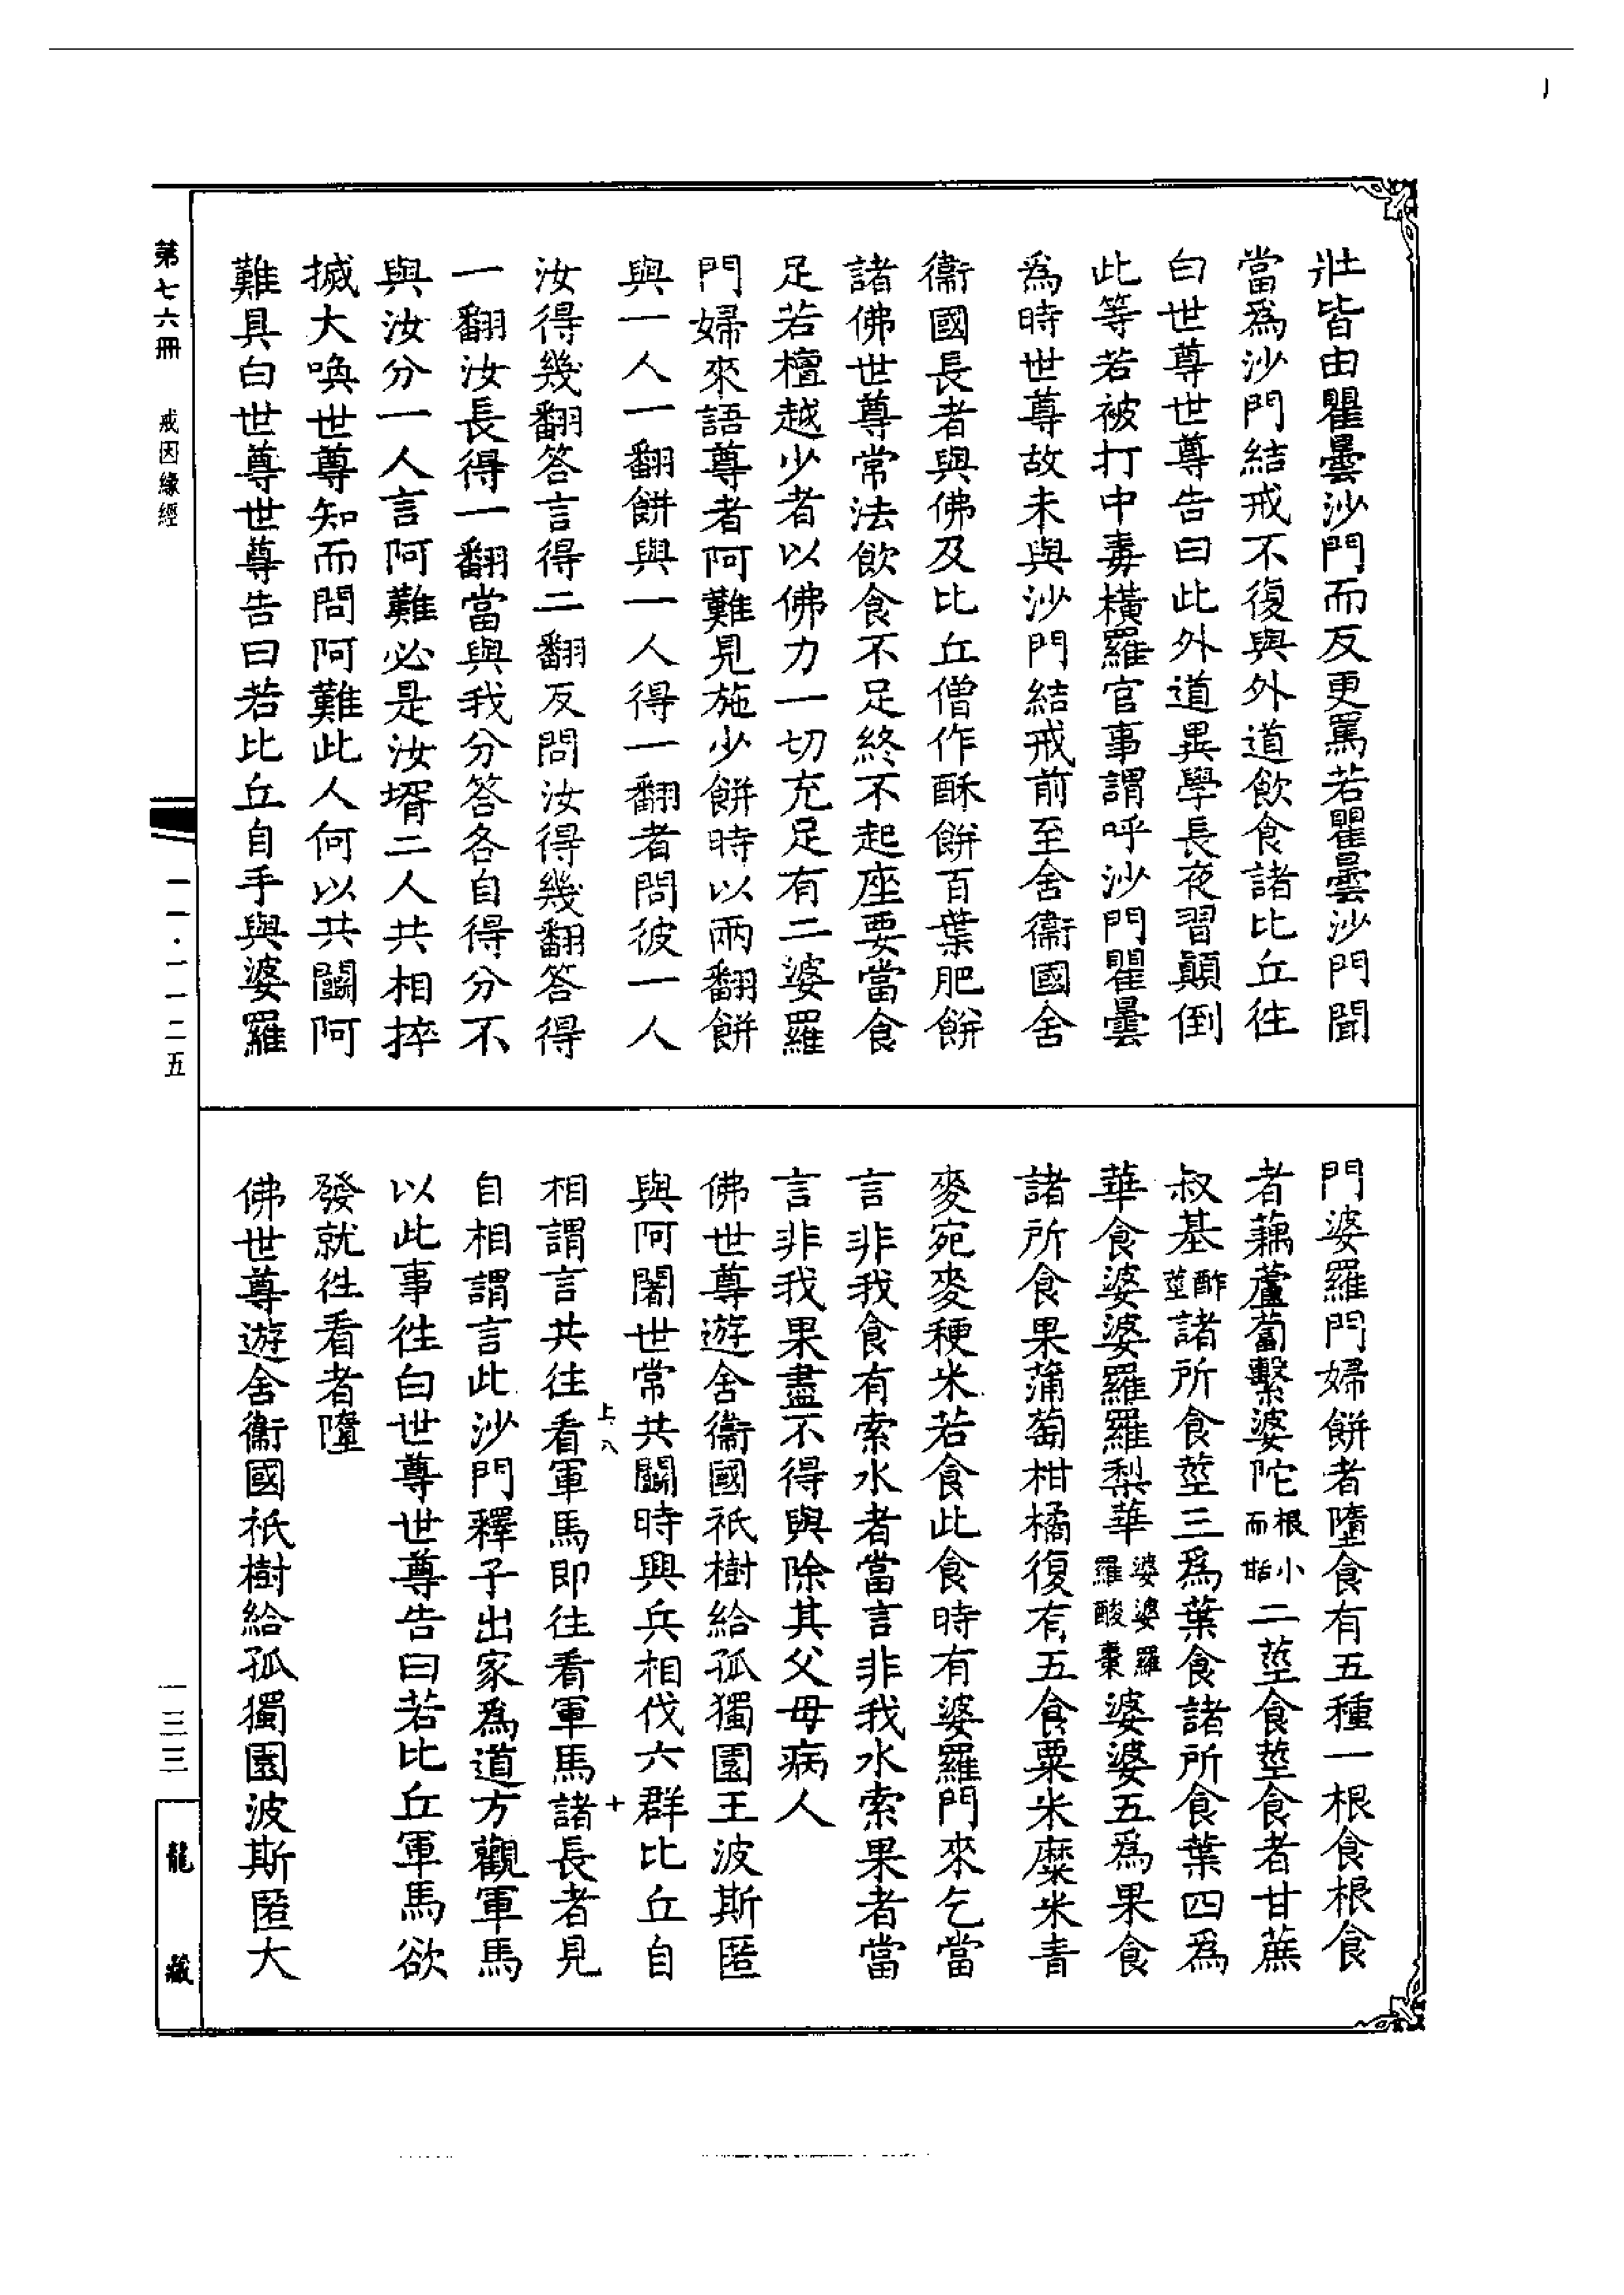 壯皆由瞿曇沙門而反更罵若瞿曇沙門聞
當爲沙門結戒不復與外道飲食諸比丘往
白世尊世尊告曰此外道異學長夜習顛倒
此等若被打中毒橫羅官事謂呼沙門瞿曇
爲時世尊故未與沙門結戒前至舍衞國舍
衞國長者與佛及比丘僧作酥餅百葉肥餅
諸佛世尊常法飲食不足終不起座要當食
足若檀越少者以佛力一切充足有二婆羅
門婦來語尊者阿難見施少餅時以兩翻餅
與一人一翻餅與一人得一翻者問彼一人
汝得幾翻答言得二翻反問汝得幾翻答得
一翻汝長得一翻當與我分答各自得分不
與汝分一人言阿難必是汝壻二人共相捽
搣大喚世尊知而問阿難此人何以共鬭阿
難具白世尊世尊告曰若比丘自手與婆羅
門婆羅門婦餅者墮食有五種一根食根食
者藕蘆蔔繫婆陀根小而甛二莖食莖食者甘蔗
叔基酢莖諸所食莖三爲葉食諸所食葉四爲
華食婆婆羅羅梨華婆婆羅羅酸棗婆婆五爲果食
諸所食果蒲萄柑橘復有五食粟米糜米青
麥宛麥稉米若食此食時有婆羅門來乞當
言非我食有索水者當言非我水索果者當
言非我果盡不得與除其父母病人
佛世尊遊舍衞國祇樹給孤獨園王波斯匿
與阿闍世常共鬭時興兵相伐六群比丘自
上八
十
相謂言共往看軍馬即往看軍馬諸長者見
自相謂言此沙門釋子出家爲道方觀軍馬
以此事往白世尊世尊告曰若比丘軍馬欲
發就往看者墮
佛世尊遊舍衞國祇樹給孤獨園波斯匿大
第七六冊 戒因緣經
一一·一一二五
一三三
龍藏